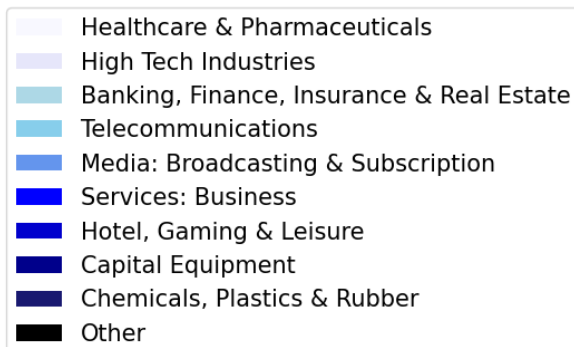 Healthcare & Pharmaceuticals
High Tech Industries
Banking, Finance, Insurance & Real Estate
Telecommunications
Media: Broadcasting & Subscription
Services: Business
Hotel, Gaming & Leisure
Capital Equipment
Chemicals, Plastics & Rubber
Other